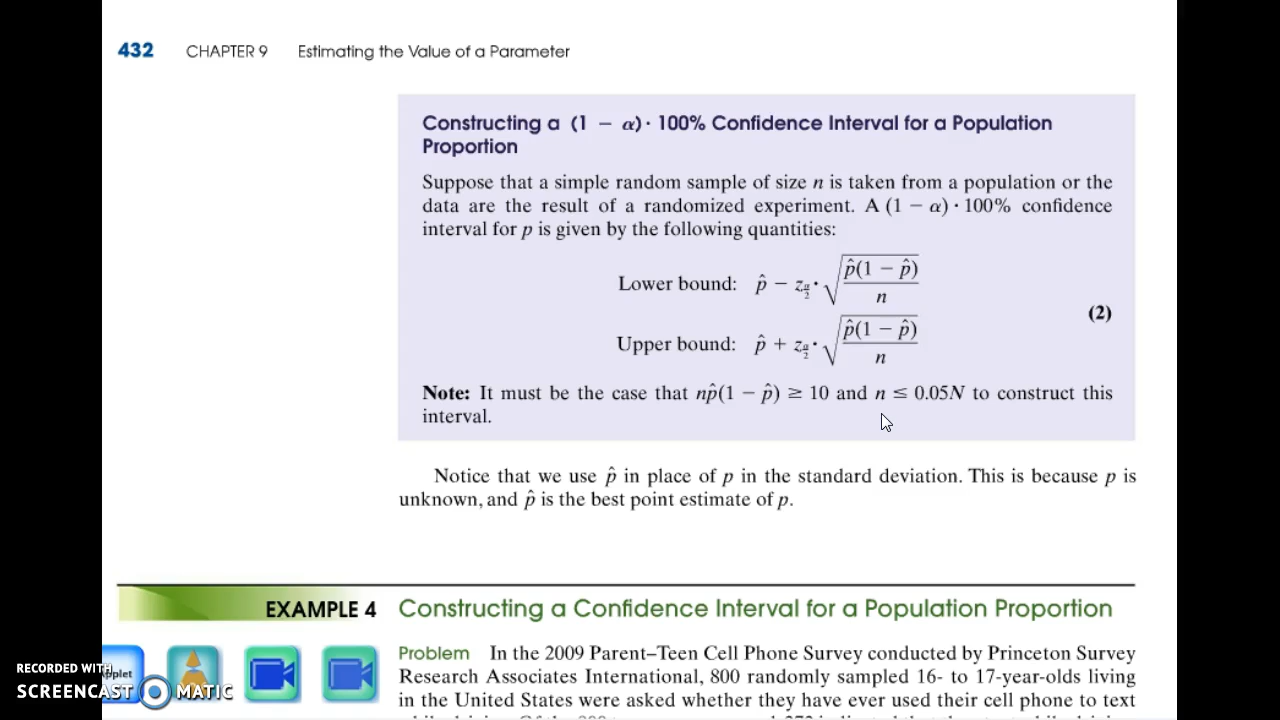 432 CHAPTER 9 Estimating the Value of a Parameter
Constructing a (1 − α) · 100% Confidence Interval for a Population
Proportion
Suppose that a simple random sample of size n is taken from a population or the
data are the result of a randomized experiment. A (1 − α) · 100% confidence
interval for p is given by the following quantities:
Lower bound: p̂ − z_{α/2} · √(p̂(1 − p̂)/n)
(2)
Upper bound: p̂ + z_{α/2} · √(p̂(1 − p̂)/n)
Note: It must be the case that np̂(1 − p̂) ≥ 10 and n ≤ 0.05N to construct this
interval.
Notice that we use p̂ in place of p in the standard deviation. This is because p is
unknown, and p̂ is the best point estimate of p.
EXAMPLE 4 Constructing a Confidence Interval for a Population Proportion
Problem In the 2009 Parent–Teen Cell Phone Survey conducted by Princeton Survey
Research Associates International, 800 randomly sampled 16- to 17-year-olds living
in the United States were asked whether they have ever used their cell phone to text
RECORDED WITH
SCREENCAST MATIC